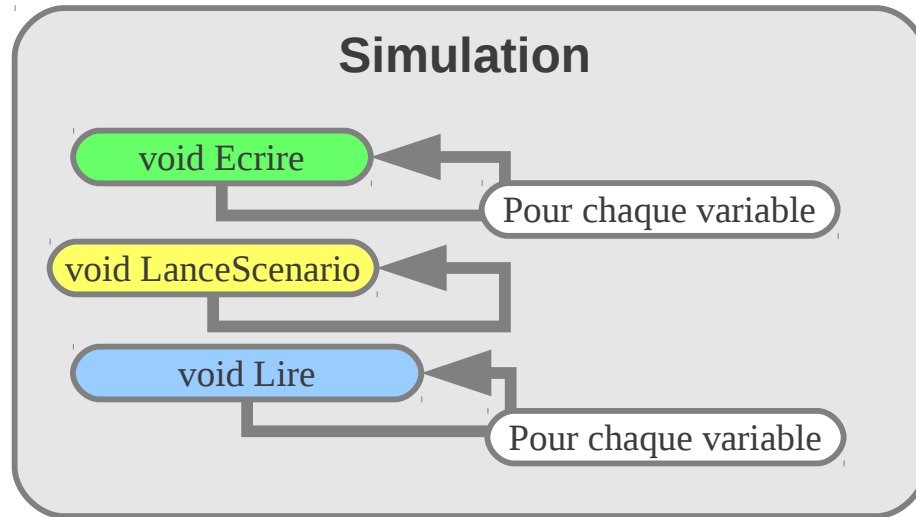 Simulation
void Ecrire
Pour chaque variable
void LanceScenario
void Lire
Pour chaque variable